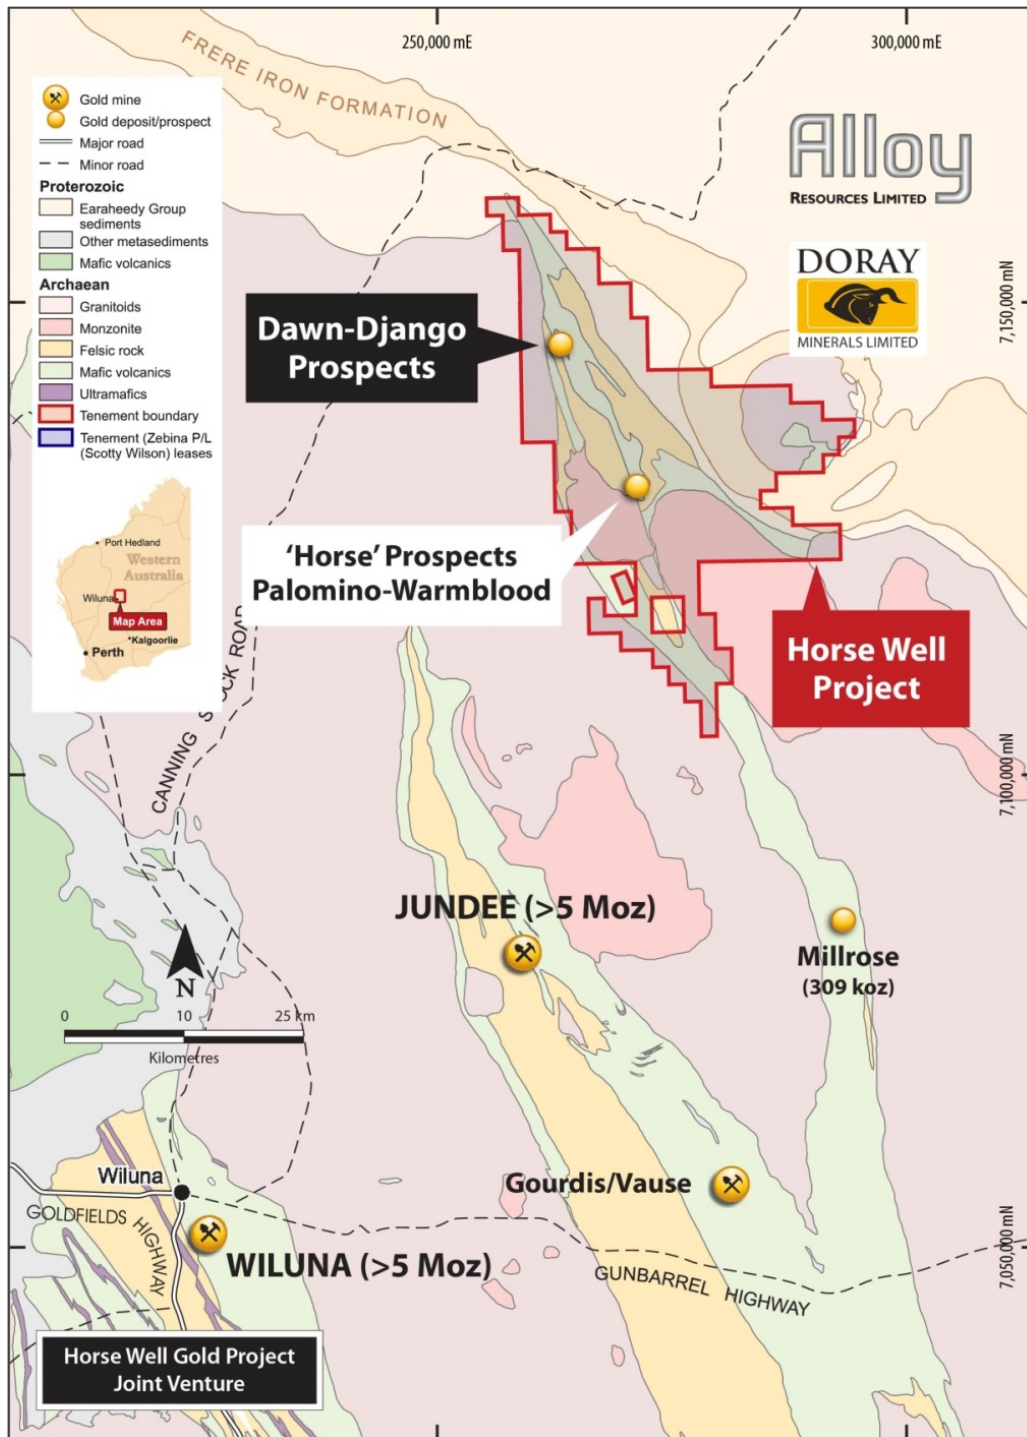 250,000 mE
300,000 mE
FRERE IRON FORMATION
Gold mine
Gold deposit/prospect
Major road
Minor road
Proterozoic
Earaheedy Group
sediments
Other metasediments
Mafic volcanics
Archaean
Granitoids
Monzonite
Felsic rock
Mafic volcanics
Ultramafics
Tenement boundary
Tenement (Zebina P/L
(Scotty Wilson) leases
Port Hedland
Western
Australia
Wiluna
Map Area
Kalgoorlie
Perth
Alloy
RESOURCES LIMITED
DORAY
MINERALS LIMITED
7,150,000 mN
Dawn-Django
Prospects
'Horse' Prospects
Palomino-Warmblood
Horse Well
Project
CANNING S OCK ROAD
7,100,000 mN
JUNDEE (>5 Moz)
Millrose
(309 koz)
N
0 10 25 km
Kilometres
Wiluna
GOLDFIELDS HIGHWAY
Gourdis/Vause
WILUNA (>5 Moz)
GUNBARREL HIGHWAY
7,050,000 mN
Horse Well Gold Project
Joint Venture